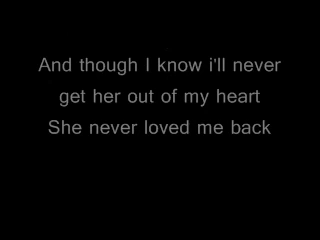 And though I know i'll never
get her out of my heart
She never loved me back